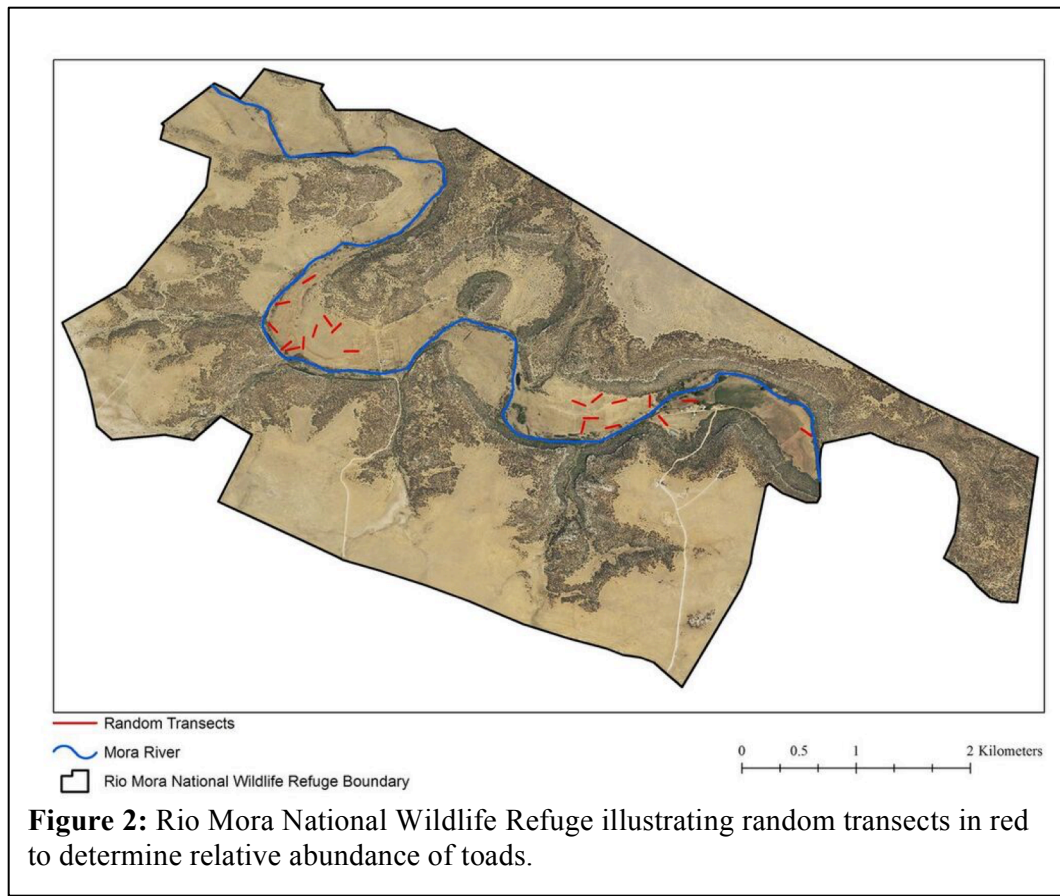 Random Transects
Mora River
Rio Mora National Wildlife Refuge Boundary
0 0.5 1 2 Kilometers
Figure 2: Rio Mora National Wildlife Refuge illustrating random transects in red
to determine relative abundance of toads.